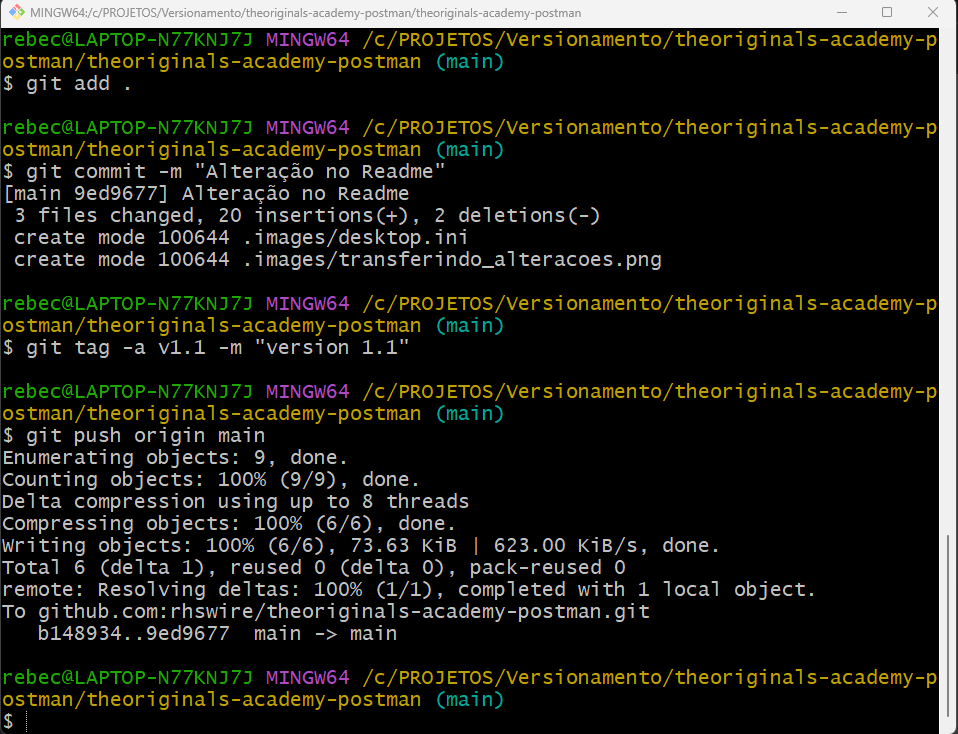 MINGW64:/c/PROJETOS/Versionamento/theoriginals-academy-postman/theoriginals-academy-postman
rebec@LAPTOP-N77KNJ7J MINGW64 /c/PROJETOS/Versionamento/theoriginals-academy-p
ostman/theoriginals-academy-postman (main)
$ git add .
rebec@LAPTOP-N77KNJ7J MINGW64 /c/PROJETOS/Versionamento/theoriginals-academy-p
ostman/theoriginals-academy-postman (main)
$ git commit -m "Alteração no Readme"
[main 9ed9677] Alteração no Readme
 3 files changed, 20 insertions(+), 2 deletions(-)
 create mode 100644 .images/desktop.ini
 create mode 100644 .images/transferindo_alteracoes.png
rebec@LAPTOP-N77KNJ7J MINGW64 /c/PROJETOS/Versionamento/theoriginals-academy-p
ostman/theoriginals-academy-postman (main)
$ git tag -a v1.1 -m "version 1.1"
rebec@LAPTOP-N77KNJ7J MINGW64 /c/PROJETOS/Versionamento/theoriginals-academy-p
ostman/theoriginals-academy-postman (main)
$ git push origin main
Enumerating objects: 9, done.
Counting objects: 100% (9/9), done.
Delta compression using up to 8 threads
Compressing objects: 100% (6/6), done.
Writing objects: 100% (6/6), 73.63 KiB | 623.00 KiB/s, done.
Total 6 (delta 1), reused 0 (delta 0), pack-reused 0
remote: Resolving deltas: 100% (1/1), completed with 1 local object.
To github.com:rhswire/theoriginals-academy-postman.git
   b148934..9ed9677  main -> main
rebec@LAPTOP-N77KNJ7J MINGW64 /c/PROJETOS/Versionamento/theoriginals-academy-p
ostman/theoriginals-academy-postman (main)
$